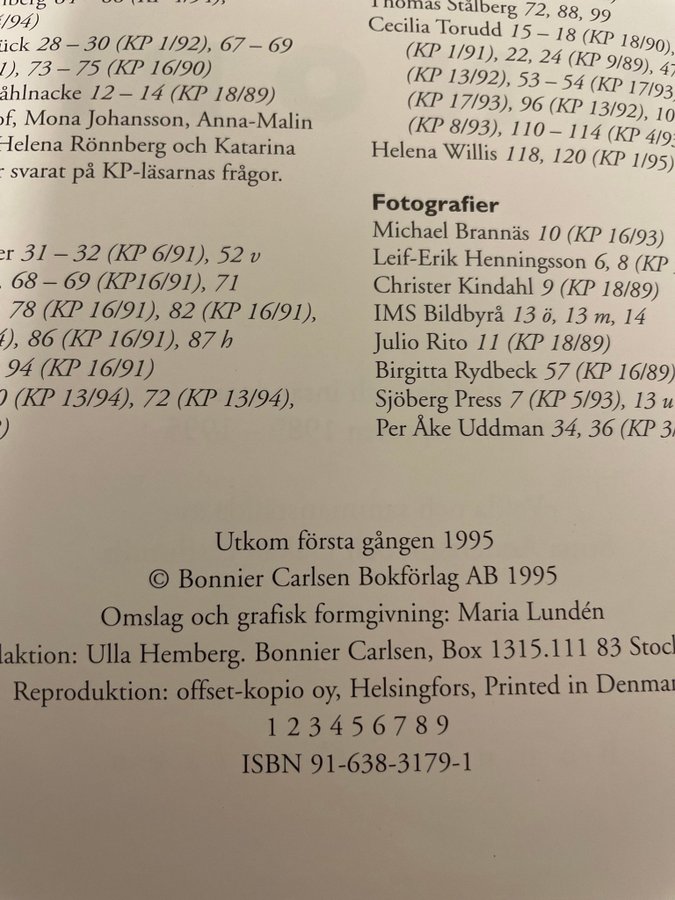 28 – 30 (KP 1/92), 67 – 69
73 – 75 (KP 16/90)
12 – 14 (KP 18/89)
Mona Johansson, Anna-Malin
Helena Rönnberg och Katarina
svarat på KP-läsarnas frågor.
31 – 32 (KP 6/91), 52 v
68 – 69 (KP16/91), 71
78 (KP 16/91), 82 (KP 16/91),
86 (KP 16/91), 87 h
94 (KP 16/91)
(KP 13/94), 72 (KP 13/94),
Thomas Stålberg 72, 88, 99
Cecilia Torudd 15 – 18 (KP 18/90),
(KP 1/91), 22, 24 (KP 9/89),
(KP 13/92), 53 – 54 (KP 17/93)
(KP 17/93), 96 (KP 13/92),
(KP 8/93), 110 – 114 (KP
Helena Willis 118, 120 (KP 1/95)
Fotografier
Michael Brannäs 10 (KP 16/93)
Leif-Erik Henningsson 6, 8 (KP
Christer Kindahl 9 (KP 18/89)
IMS Bildbyrå 13 ö, 13 m, 14
Julio Rito 11 (KP 18/89)
Birgitta Rydbeck 57 (KP 16/89)
Sjöberg Press 7 (KP 5/93), 13 u
Per Åke Uddman 34, 36 (KP
Utkom första gången 1995
© Bonnier Carlsen Bokförlag AB 1995
Omslag och grafisk formgivning: Maria Lundén
Ulla Hemberg. Bonnier Carlsen, Box 1315.111 83
Reproduktion: offset-kopio oy, Helsingfors, Printed in
1 2 3 4 5 6 7 8 9
ISBN 91-638-3179-1